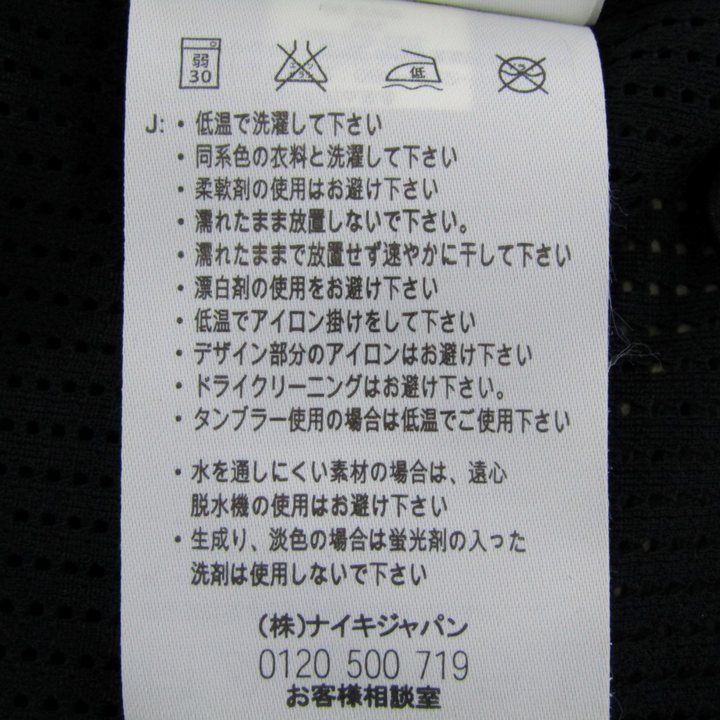 弱
30
エンソ
サラシ
低
ドライ
J: ・低温で洗濯して下さい
・同系色の衣料と洗濯して下さい
・柔軟剤の使用はお避け下さい
・濡れたまま放置しないで下さい。
・濡れたままで放置せず速やかに干して下さい
・漂白剤の使用をお避け下さい
・低温でアイロン掛けをして下さい
・デザイン部分のアイロンはお避け下さい
・ドライクリーニングはお避け下さい。
・タンブラー使用の場合は低温でご使用下さい
・水を通しにくい素材の場合は、遠心
脱水機の使用はお避け下さい
・生成り、淡色の場合は蛍光剤の入った
洗剤は使用しないで下さい
(株)ナイキジャパン
0120 500 719
お客様相談室